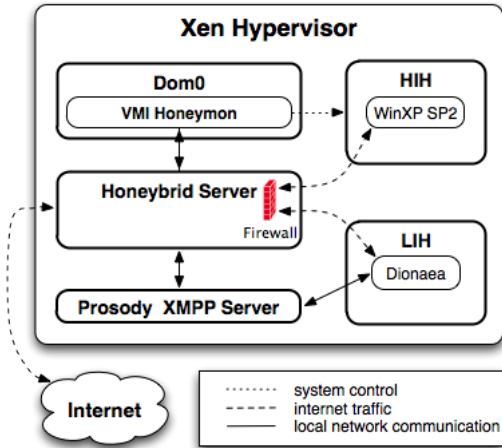 Xen Hypervisor
Dom0
VMI Honeymon
HIH
WinXP SP2
Honeybrid Server
Firewall
LIH
Dionaea
Prosody XMPP Server
Internet
system control
internet traffic
local network communication